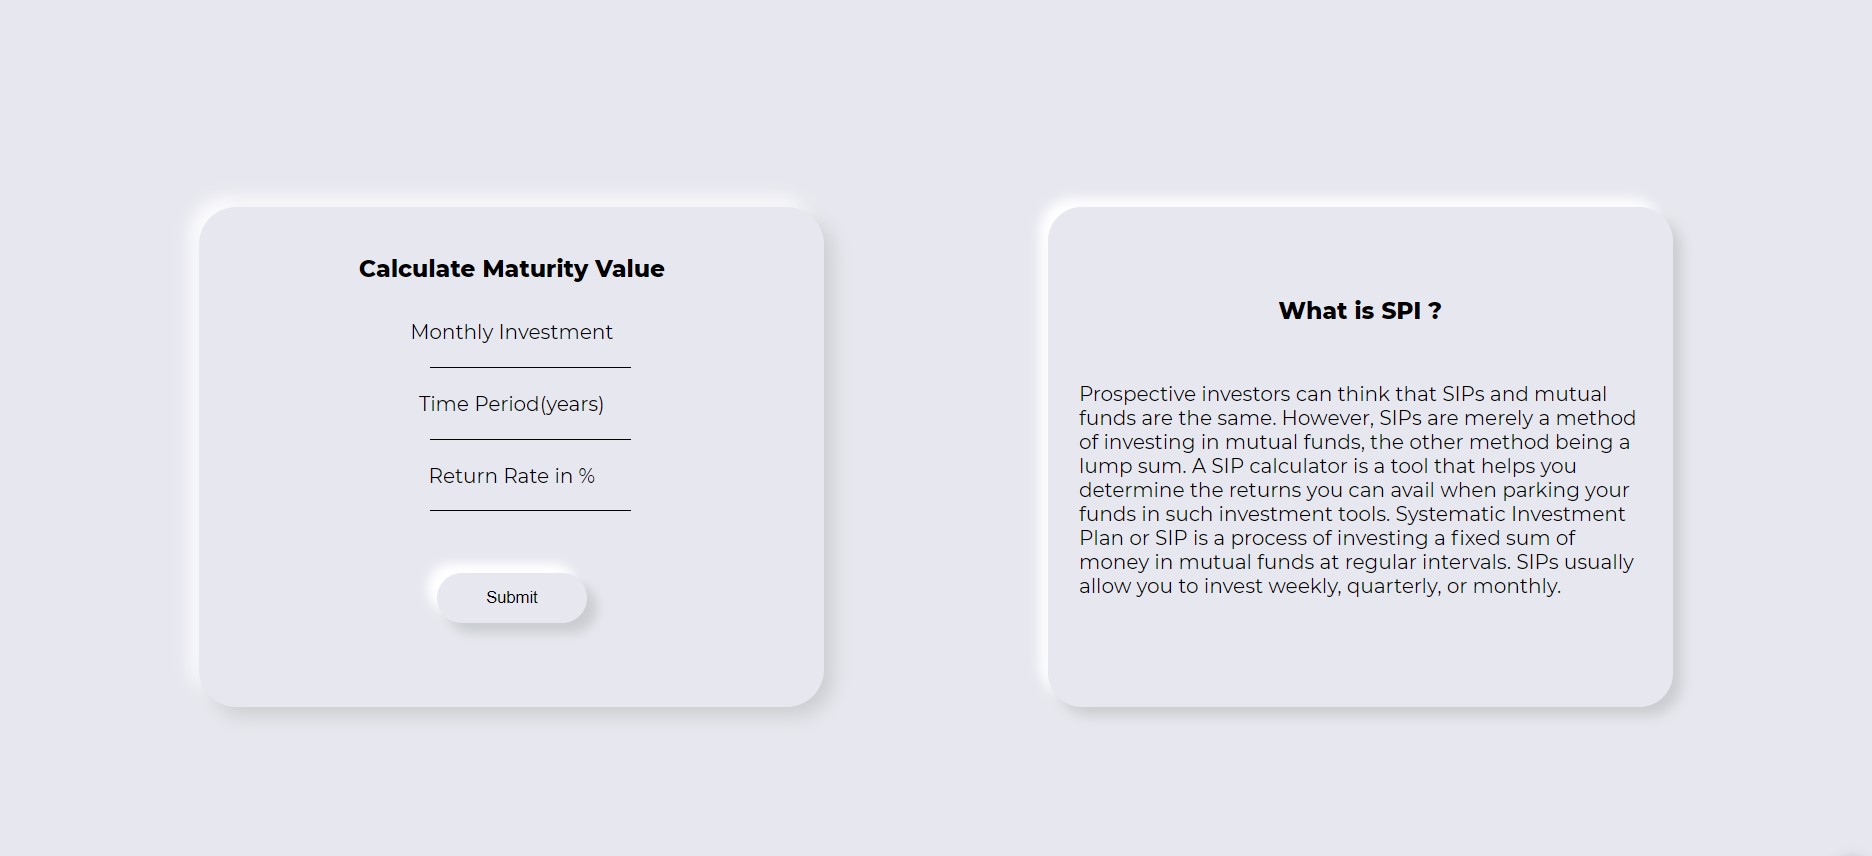 Calculate Maturity Value
Monthly Investment
Time Period(years)
Return Rate in %
Submit
What is SPI ?
Prospective investors can think that SIPs and mutual
funds are the same. However, SIPs are merely a method
of investing in mutual funds, the other method being a
lump sum. A SIP calculator is a tool that helps you
determine the returns you can avail when parking your
funds in such investment tools. Systematic Investment
Plan or SIP is a process of investing a fixed sum of
money in mutual funds at regular intervals. SIPs usually
allow you to invest weekly, quarterly, or monthly.